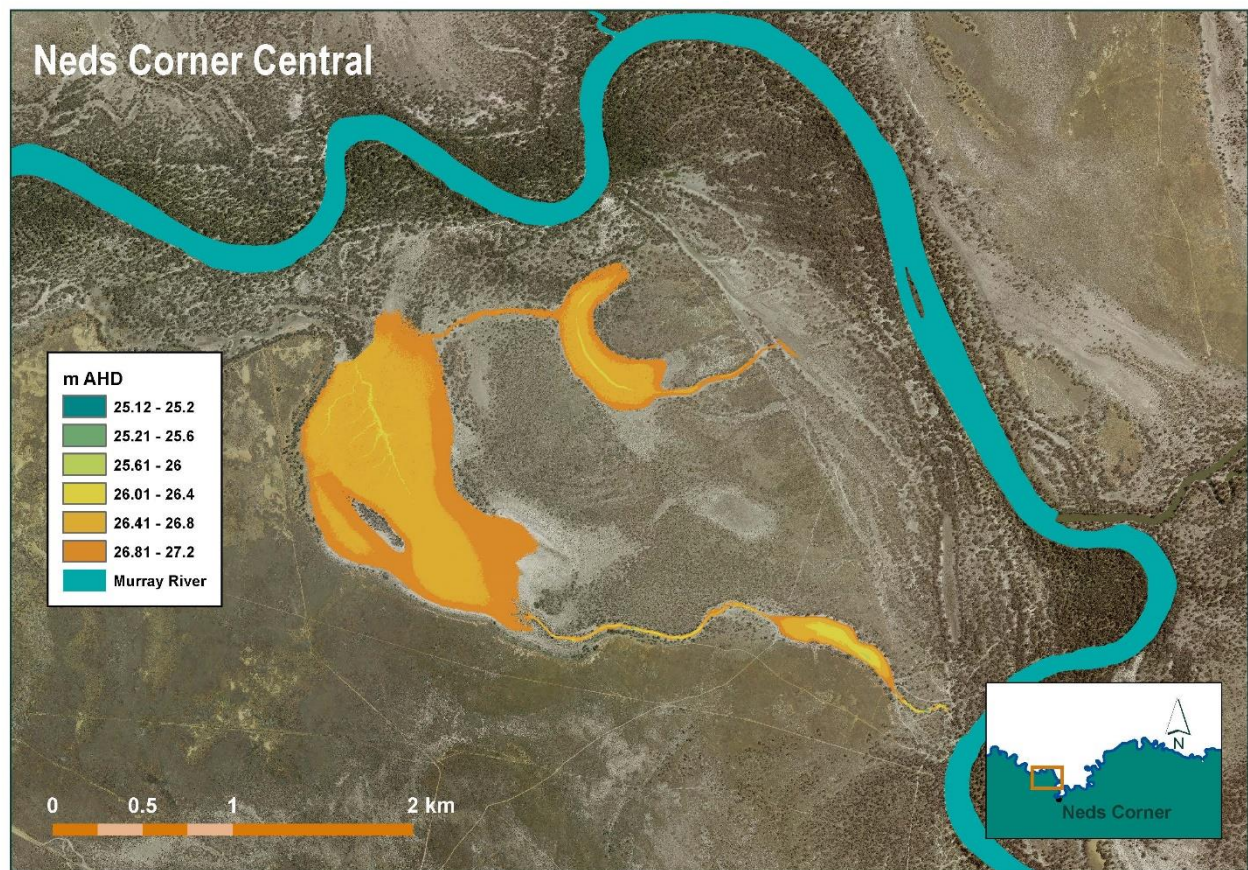 Neds Corner Central
m AHD
25.12 - 25.2
25.21 - 25.6
25.61 - 26
26.01 - 26.4
26.41 - 26.8
26.81 - 27.2
Murray River
0 0.5 1 2 km
N
Neds Corner